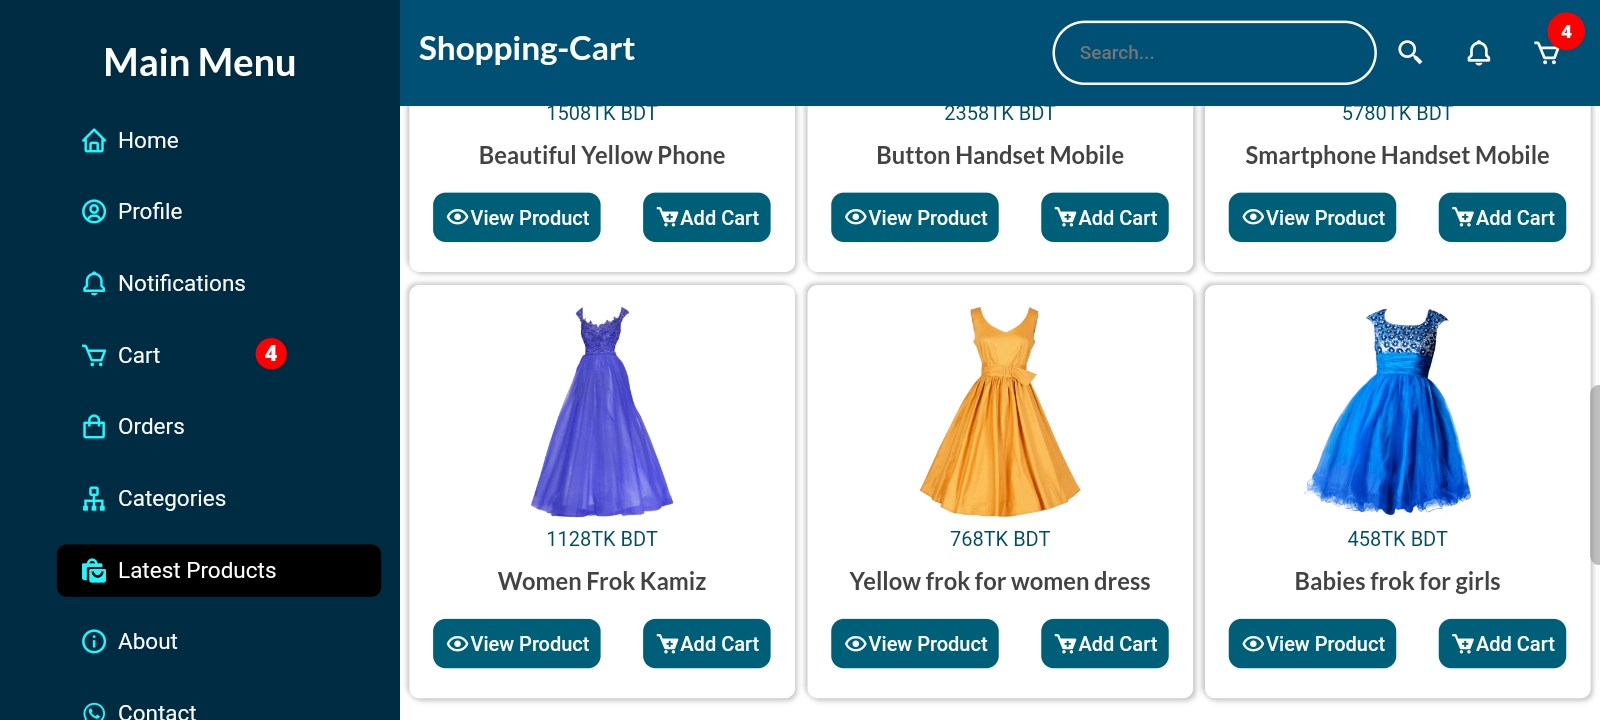 Main Menu
Home
Profile
Notifications
Cart
4
Orders
Categories
Latest Products
About
Contact
Shopping-Cart
Search...
4
1508TK BDT
2358TK BDT
5780TK BDT
Beautiful Yellow Phone
Button Handset Mobile
Smartphone Handset Mobile
View Product
Add Cart
View Product
Add Cart
View Product
Add Cart
1128TK BDT
768TK BDT
458TK BDT
Women Frok Kamiz
Yellow frok for women dress
Babies frok for girls
View Product
Add Cart
View Product
Add Cart
View Product
Add Cart